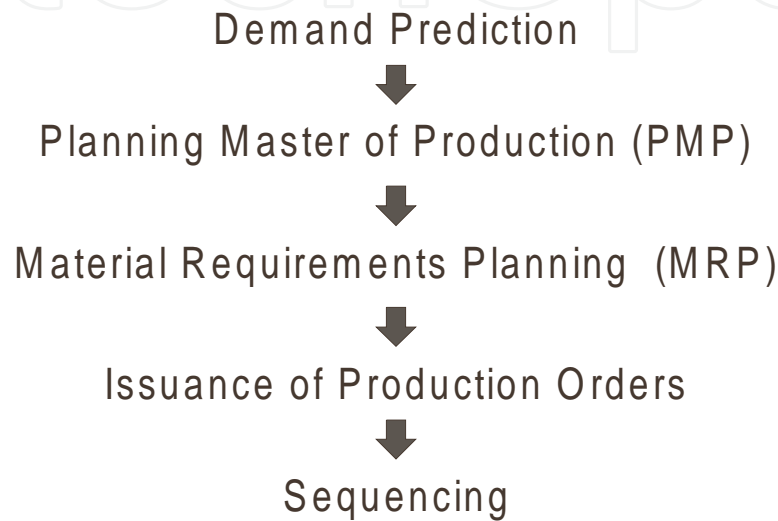 Demand Prediction
Planning Master of Production (PMP)
Material Requirements Planning (MRP)
Issuance of Production Orders
Sequencing